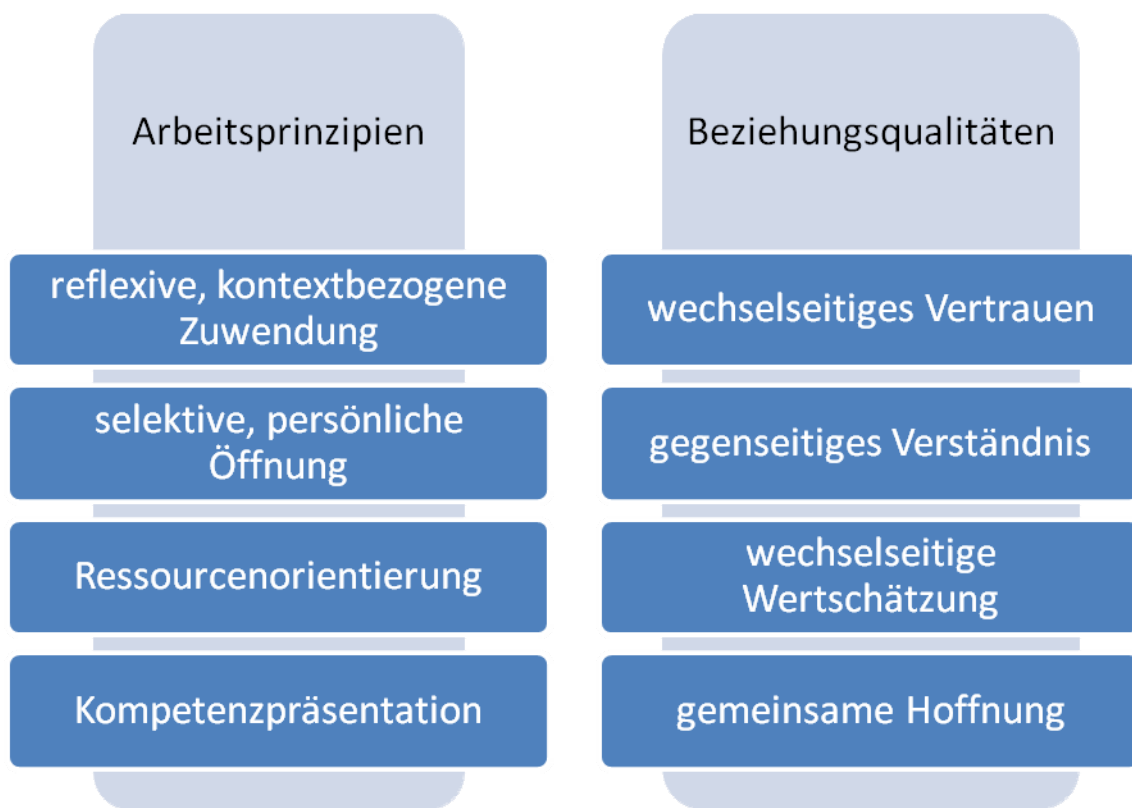 Arbeitsprinzipien
reflexive, kontextbezogene
Zuwendung
selektive, persönliche
Öffnung
Ressourcenorientierung
Kompetenzpräsentation
Beziehungsqualitäten
wechselseitiges Vertrauen
gegenseitiges Verständnis
wechselseitige
Wertschätzung
gemeinsame Hoffnung